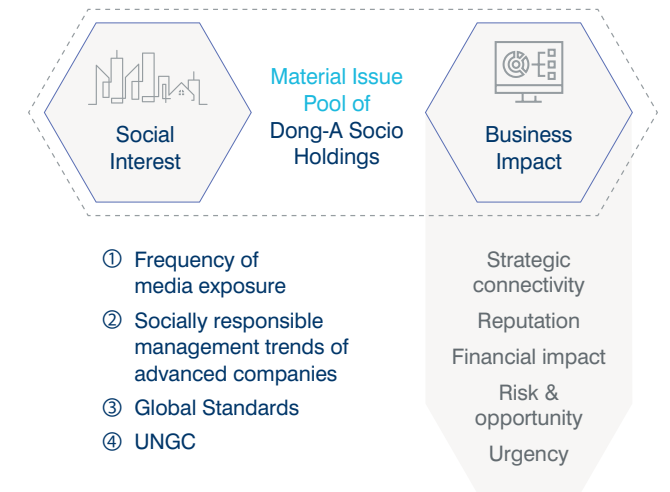 Social
Interest
Material Issue
Pool of
Dong-A Socio
Holdings
Business
Impact
① Frequency of
media exposure
② Socially responsible
management trends of
advanced companies
③ Global Standards
④ UNGC
Strategic
connectivity
Reputation
Financial impact
Risk &
opportunity
Urgency